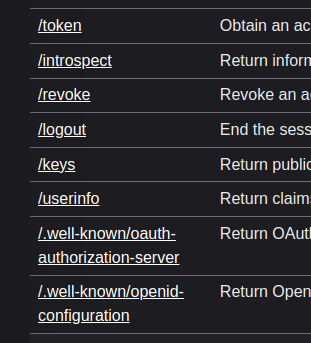 /token Obtain an ac
/introspect Return inform
/revoke Revoke an a
/logout End the sess
/keys Return public
/userinfo Return claims
/.well-known/oauth- Return OAuth
authorization-server
/.well-known/openid- Return Open
configuration